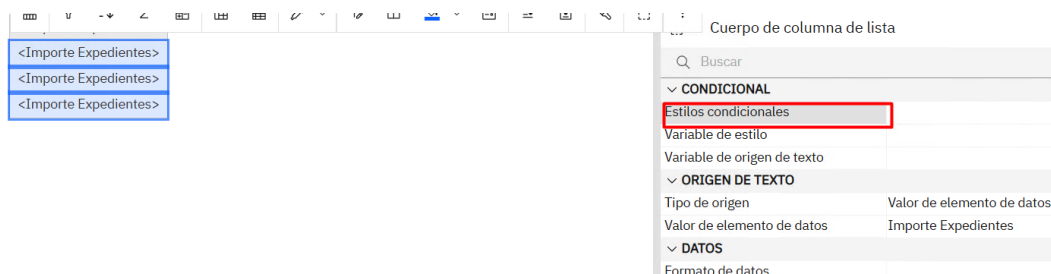 Cuerpo de columna de lista
<Importe Expedientes>
<Importe Expedientes>
<Importe Expedientes>
Buscar
CONDICIONAL
Estilos condicionales
Variable de estilo
Variable de origen de texto
ORIGEN DE TEXTO
Tipo de origen Valor de elemento de datos
Valor de elemento de datos Importe Expedientes
DATOS
Formato de datos